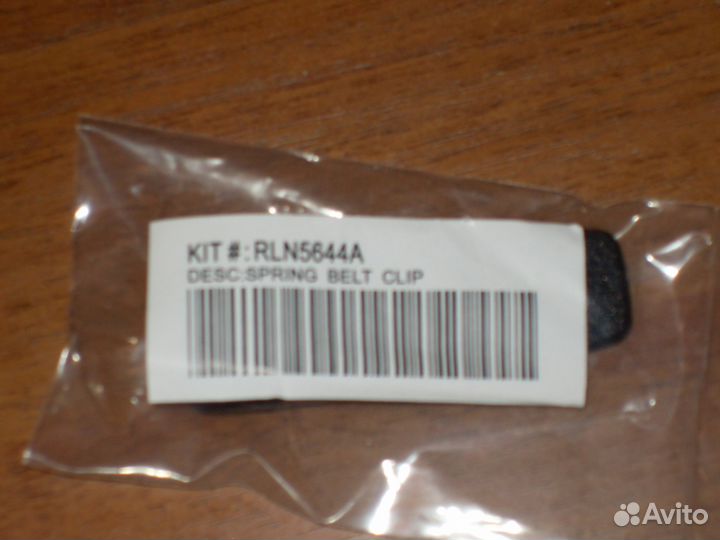 KIT #: RLN5644A
DESC:SPRING BELT CLIP
Avito